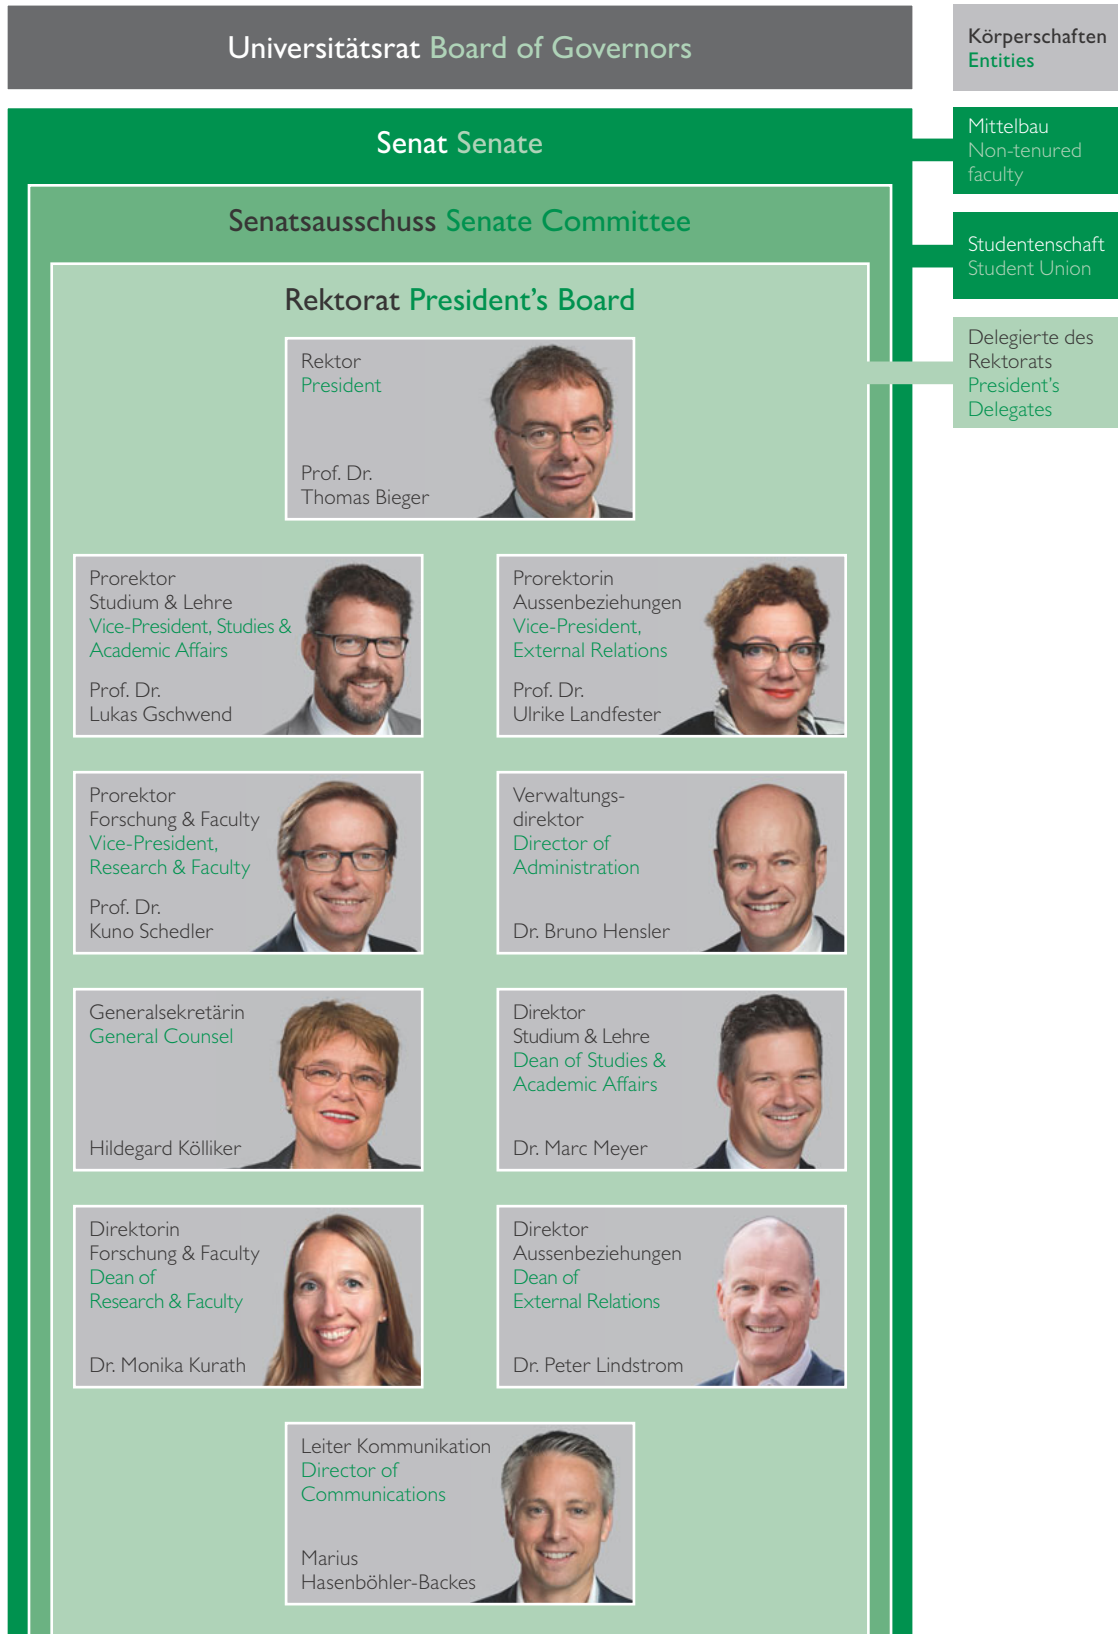 Universitätsrat Board of Governors
Körperschaften
Entities
Senat Senate
Mittelbau
Non-tenured
faculty
Senatsausschuss Senate Committee
Studentenschaft
Student Union
Rektorat President’s Board
Delegierte des
Rektorats
President’s
Delegates
Rektor
President
Prof. Dr.
Thomas Bieger
Prorektor
Studium & Lehre
Vice-President, Studies &
Academic Affairs
Prof. Dr.
Lukas Gschwend
Prorektorin
Aussenbeziehungen
Vice-President,
External Relations
Prof. Dr.
Ulrike Landfester
Prorektor
Forschung & Faculty
Vice-President,
Research & Faculty
Prof. Dr.
Kuno Schedler
Verwaltungs-
direktor
Director of
Administration
Dr. Bruno Hensler
Generalsekretärin
General Counsel
Hildegard Kölliker
Direktor
Studium & Lehre
Dean of Studies &
Academic Affairs
Dr. Marc Meyer
Direktorin
Forschung & Faculty
Dean of
Research & Faculty
Dr. Monika Kurath
Direktor
Aussenbeziehungen
Dean of
External Relations
Dr. Peter Lindstrom
Leiter Kommunikation
Director of
Communications
Marius
Hasenböhler-Backes